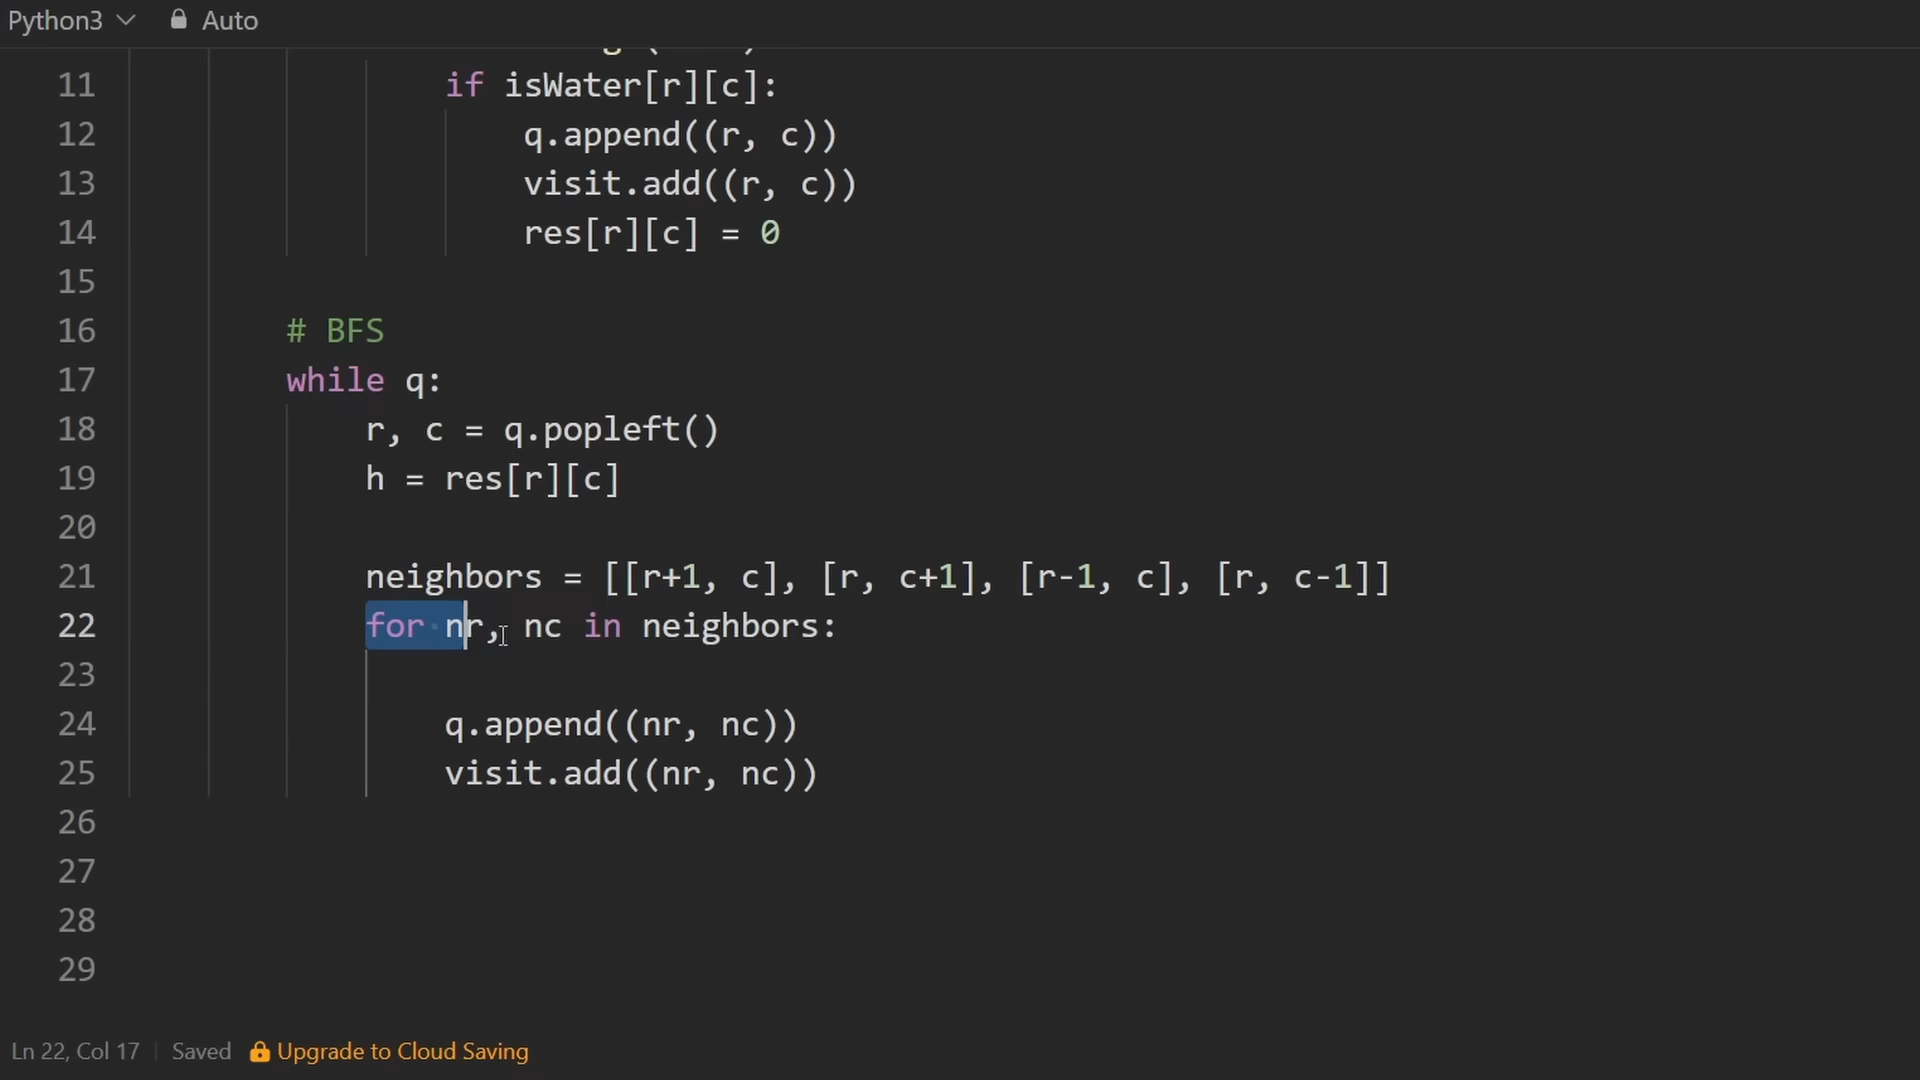 Python3 Auto
11 if isWater[r][c]:
12 q.append((r, c))
13 visit.add((r, c))
14 res[r][c] = 0
15
16 # BFS
17 while q:
18 r, c = q.popleft()
19 h = res[r][c]
20
21 neighbors = [[r+1, c], [r, c+1], [r-1, c], [r, c-1]]
22 for nr, nc in neighbors:
23
24 q.append((nr, nc))
25 visit.add((nr, nc))
26
27
28
29
Ln 22, Col 17 Saved Upgrade to Cloud Saving